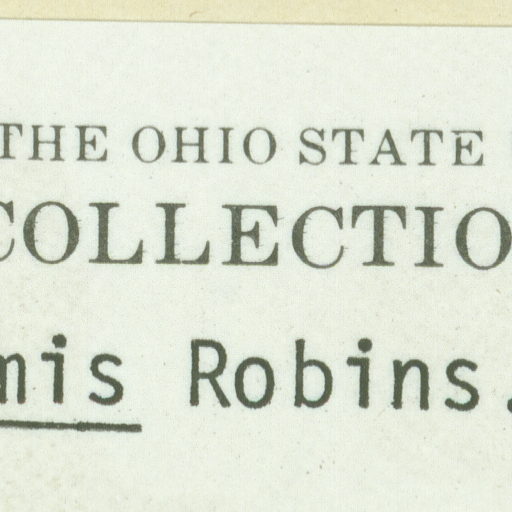 THE OHIO STATE
COLLECTIO
mis Robins.